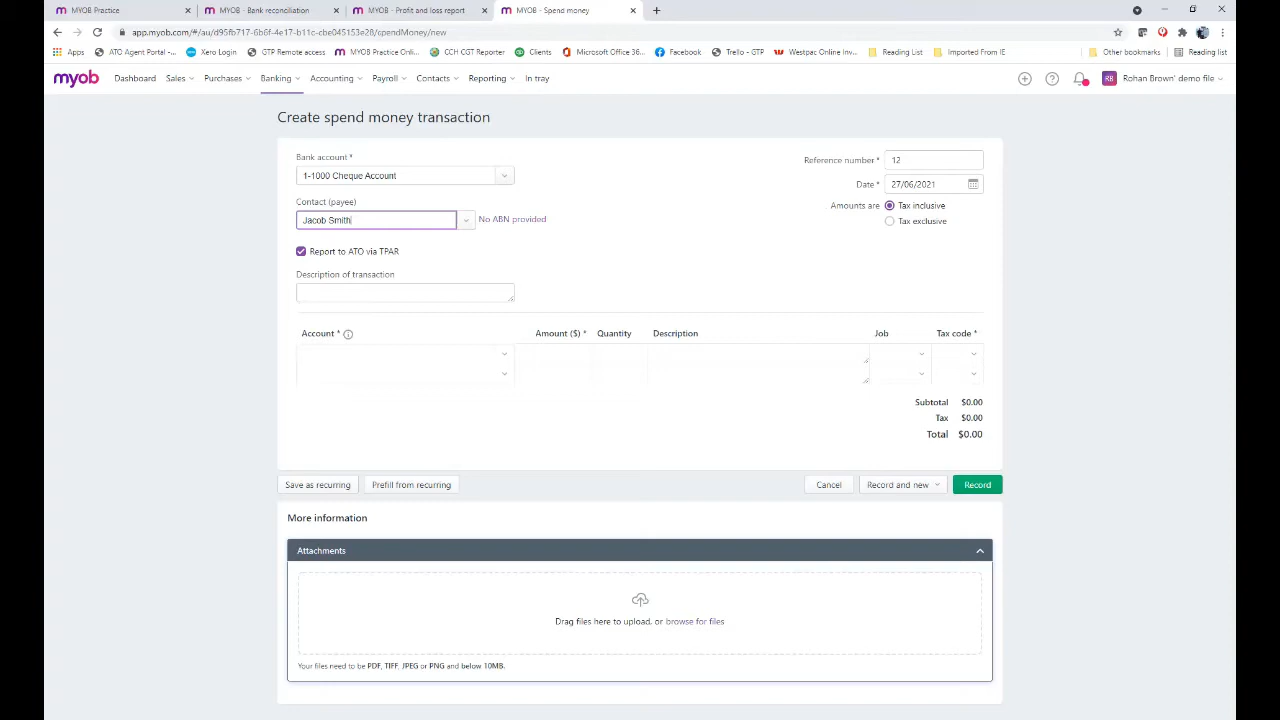 MYOB Practice
MYOB - Bank reconciliation
MYOB - Profit and loss report
MYOB - Spend money
app.myob.com/#/au/d95fb717-6b6f-4e17-b11c-cbe045153e28/spendMoney/new
Apps
ATO Agent Portal -...
Xero Login
GTP Remote access
MYOB Practice Onli...
CCH CGT Reporter
Clients
Microsoft Office 36...
Facebook
Trello - GTP
Westpac Online Inv...
Reading List
Imported From IE
Other bookmarks
Reading list
myob
Dashboard
Sales
Purchases
Banking
Accounting
Payroll
Contacts
Reporting
In tray
RB
Rohan Brown' demo file
Create spend money transaction
Bank account *
1-1000 Cheque Account
Reference number * 12
Date * 27/06/2021
Contact (payee)
Amounts are Tax inclusive
Jacob Smith
No ABN provided
Tax exclusive
Report to ATO via TPAR
Description of transaction
Account * Amount ($) * Quantity Description Job Tax code *
Subtotal $0.00
Tax $0.00
Total $0.00
Save as recurring
Prefill from recurring
Cancel
Record and new
Record
More information
Attachments
Drag files here to upload, or browse for files
Your files need to be PDF, TIFF, JPEG or PNG and below 10MB.